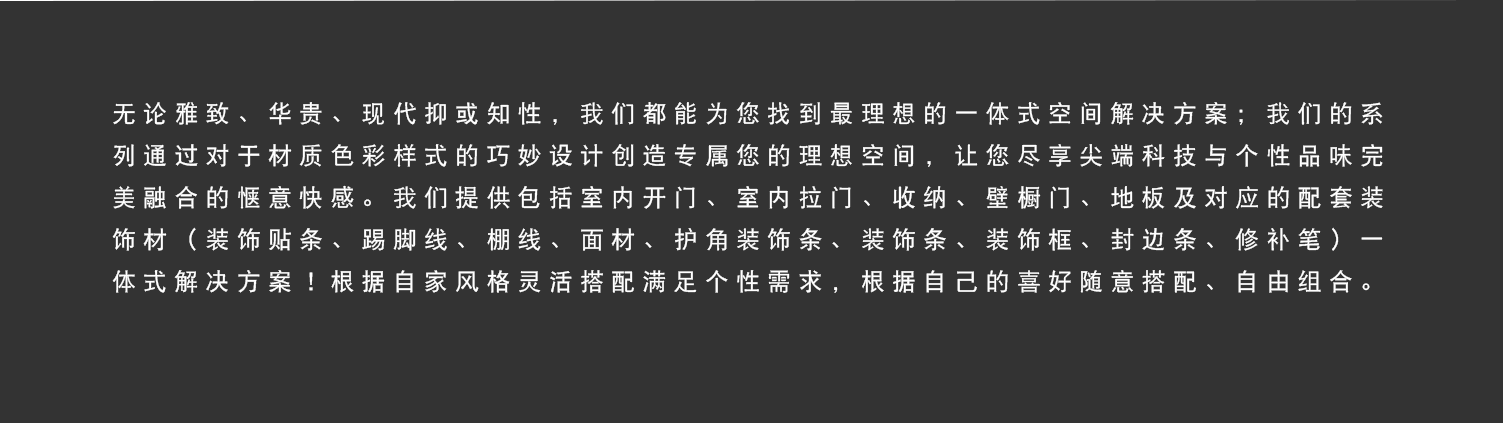 无论雅致、华贵、现代抑或知性，我们都能为您找到最理想的一体式空间解决方案；我们的系
列通过对于材质色彩样式的巧妙设计创造专属您的理想空间，让您尽享尖端科技与个性品味完
美融合的惬意快感。我们提供包括室内开门、室内拉门、收纳、壁橱门、地板及对应的配套装
饰材（装饰贴条、踢脚线、棚线、面材、护角装饰条、装饰条、装饰框、封边条、修补笔）一
体式解决方案！根据自家风格灵活搭配满足个性需求，根据自己的喜好随意搭配、自由组合。